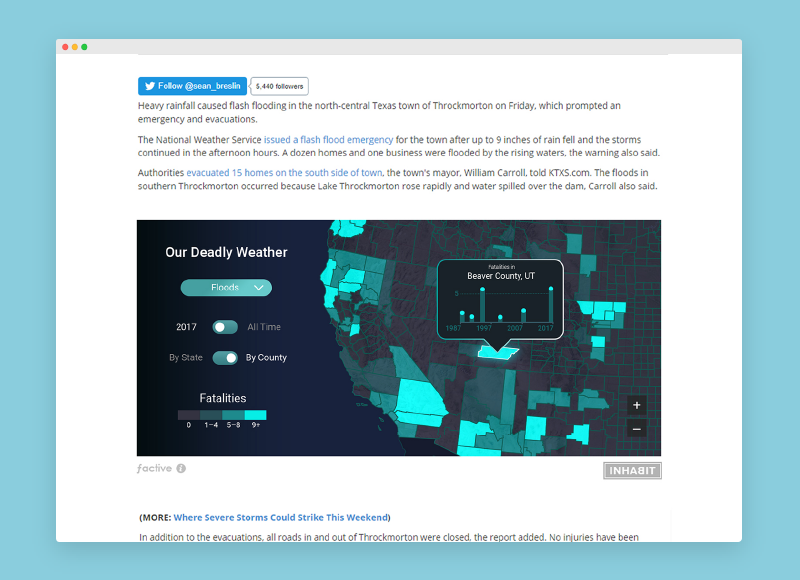 Follow @sean_breslin 5,440 followers
Heavy rainfall caused flash flooding in the north-central Texas town of Throckmorton on Friday, which prompted an
emergency and evacuations.
The National Weather Service issued a flash flood emergency for the town after up to 9 inches of rain fell and the storms
continued in the afternoon hours. A dozen homes and one business were flooded by the rising waters, the warning also said.
Authorities evacuated 15 homes on the south side of town, the town's mayor, William Carroll, told KTXS.com. The floods in
southern Throckmorton occurred because Lake Throckmorton rose rapidly and water spilled over the dam, Carroll also said.
Our Deadly Weather
Floods
2017 All Time
By State By County
Fatalities
0 1–4 5–8 9+
Fatalities in
Beaver County, UT
5
1987 1997 2007 2017
+
−
factive i
INHABIT
(MORE: Where Severe Storms Could Strike This Weekend)
In addition to the evacuations, all roads in and out of Throckmorton were closed, the report added. No injuries have been